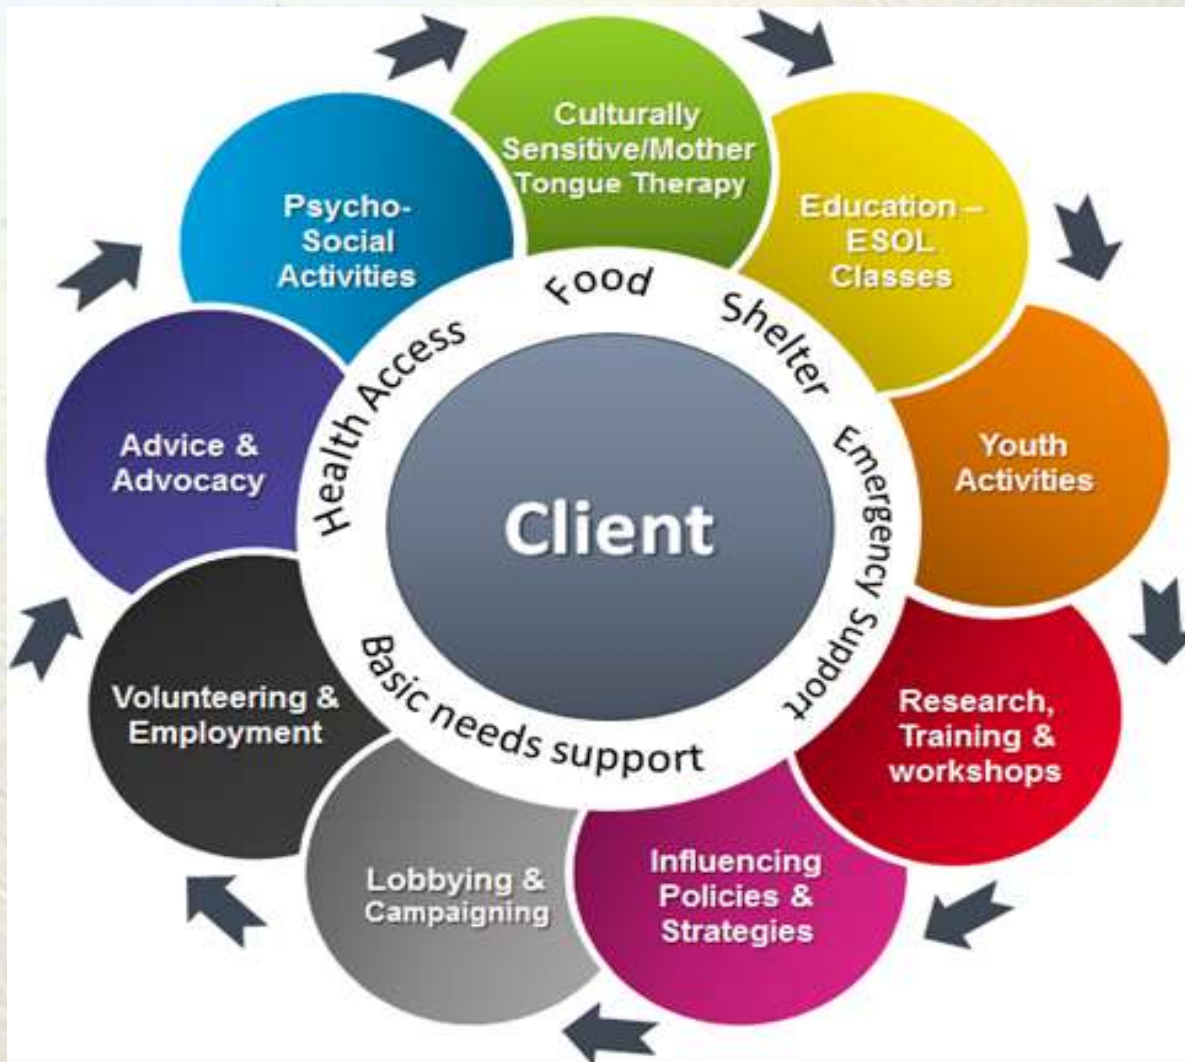 Culturally
Sensitive/Mother
Tongue Therapy
Education –
ESOL
Classes
Youth
Activities
Research,
Training &
workshops
Influencing
Policies &
Strategies
Lobbying &
Campaigning
Volunteering &
Employment
Advice &
Advocacy
Psycho-
Social
Activities
Food
Shelter
Emergency Support
Basic needs support
Health Access
Client